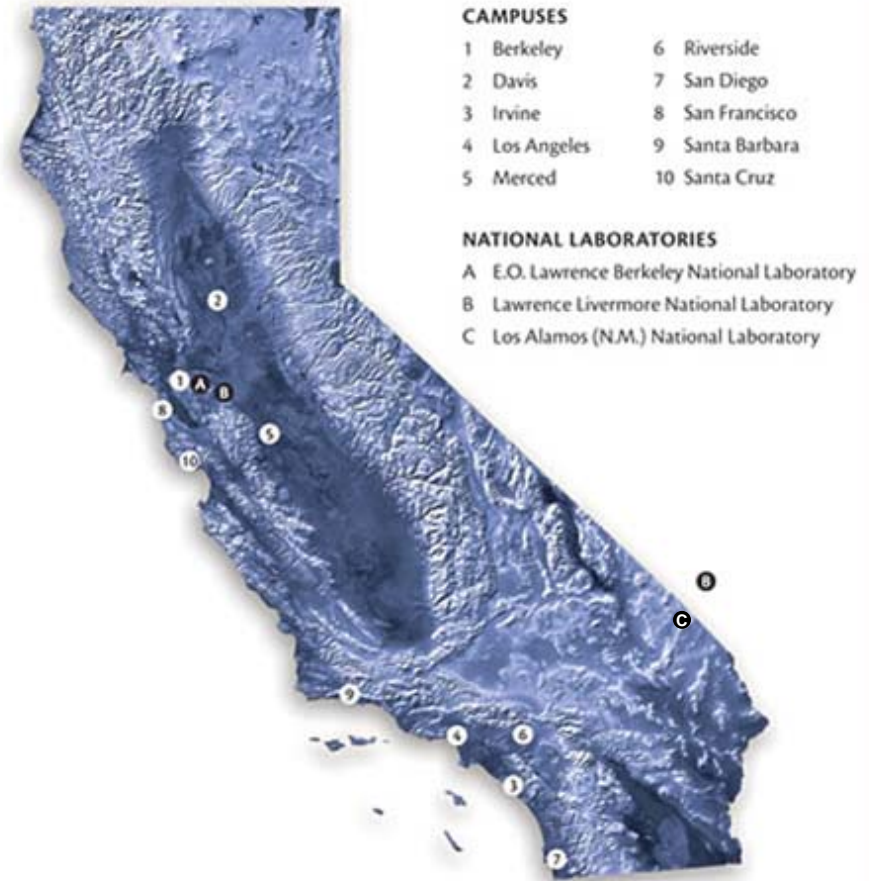 CAMPUSES
1 Berkeley 6 Riverside
2 Davis 7 San Diego
3 Irvine 8 San Francisco
4 Los Angeles 9 Santa Barbara
5 Merced 10 Santa Cruz
NATIONAL LABORATORIES
A E.O. Lawrence Berkeley National Laboratory
B Lawrence Livermore National Laboratory
C Los Alamos (N.M.) National Laboratory
2
1 A B
8
5
10
B
C
9
4 6
3
7